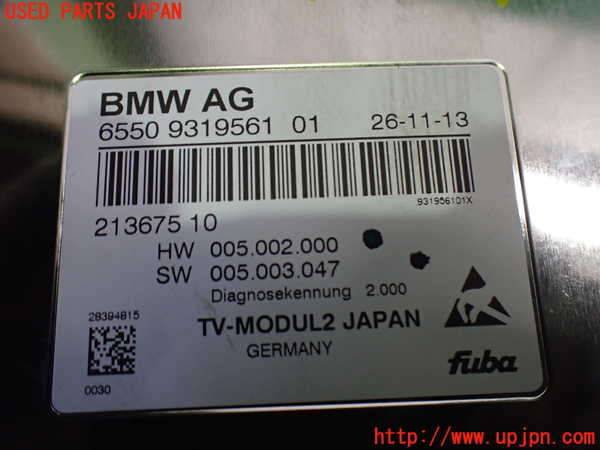 USED PARTS JAPAN
BMW AG
6550 9319561 01 26-11-13
931956101X
213675 10
HW 005.002.000
SW 005.003.047
Diagnosekennung 2.000
28394815
TV-MODUL2 JAPAN
GERMANY
fuba
0030
http://www.upjpn.com/